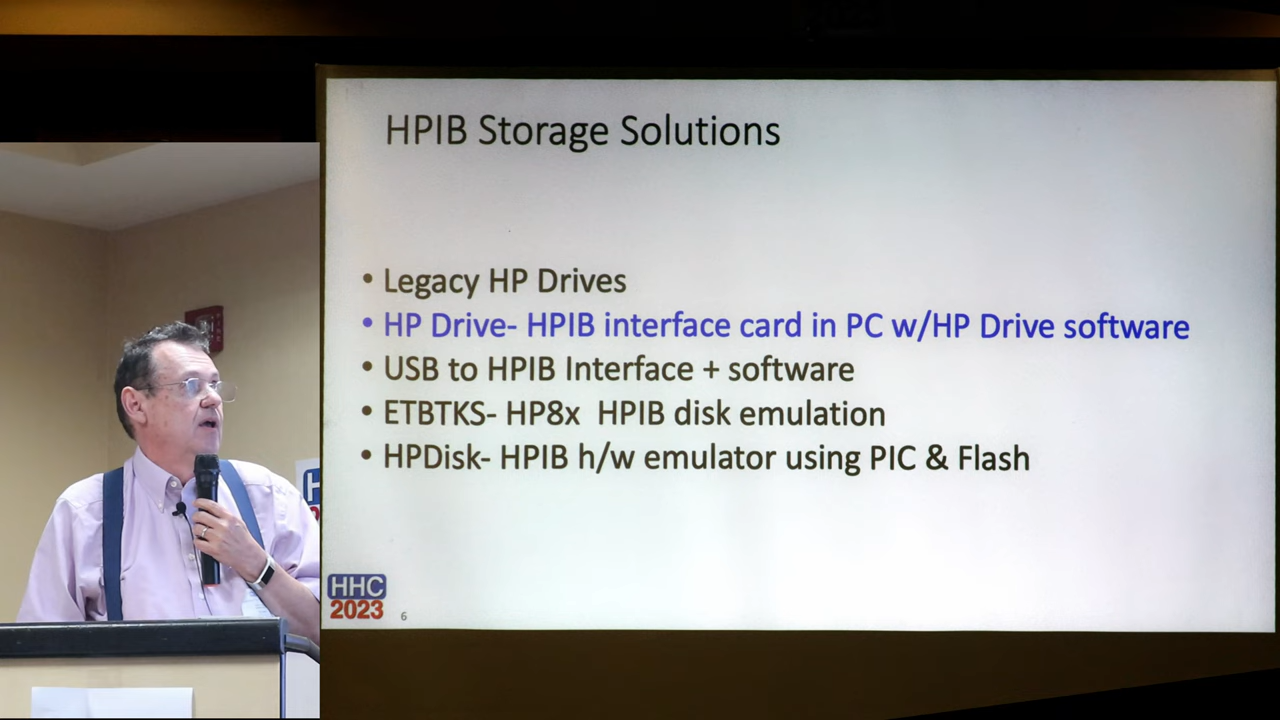 HPIB Storage Solutions
• Legacy HP Drives
• HP Drive- HPIB interface card in PC w/HP Drive software
• USB to HPIB Interface + software
• ETBTKS- HP8x HPIB disk emulation
• HPDisk- HPIB h/w emulator using PIC & Flash
HHC
2023
6